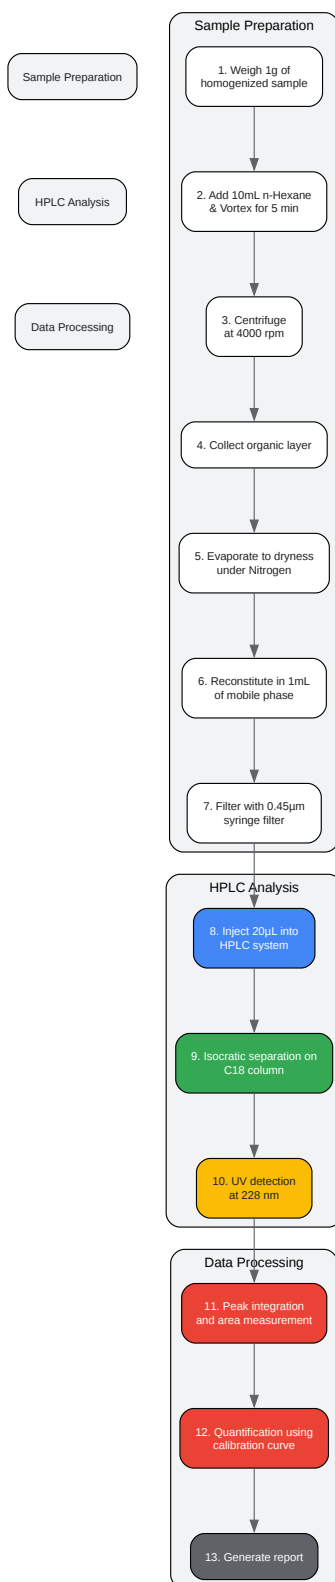 Sample Preparation
HPLC Analysis
Data Processing
Sample Preparation
1. Weigh 1g of
homogenized sample
2. Add 10mL n-Hexane
& Vortex for 5 min
3. Centrifuge
at 4000 rpm
4. Collect organic layer
5. Evaporate to dryness
under Nitrogen
6. Reconstitute in 1mL
of mobile phase
7. Filter with 0.45µm
syringe filter
HPLC Analysis
8. Inject 20µL into
HPLC system
9. Isocratic separation on
C18 column
10. UV detection
at 228 nm
Data Processing
11. Peak integration
and area measurement
12. Quantification using
calibration curve
13. Generate report